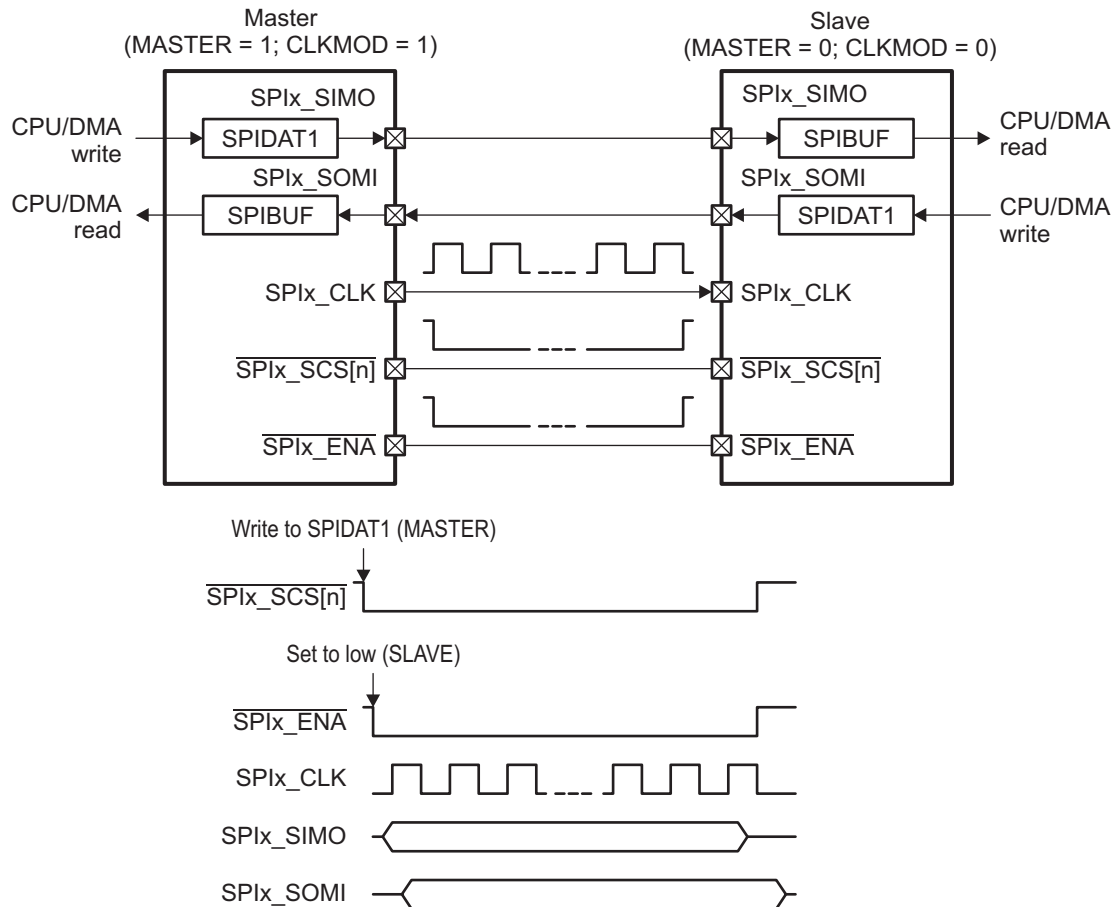 Master
(MASTER = 1; CLKMOD = 1)
Slave
(MASTER = 0; CLKMOD = 0)
SPIx_SIMO
SPIx_SIMO
CPU/DMA
write
SPIDAT1
SPIBUF
CPU/DMA
read
SPIx_SOMI
SPIx_SOMI
CPU/DMA
read
SPIBUF
SPIDAT1
CPU/DMA
write
SPIx_CLK
SPIx_CLK
SPIx_SCS[n]
SPIx_SCS[n]
SPIx_ENA
SPIx_ENA
Write to SPIDAT1 (MASTER)
SPIx_SCS[n]
Set to low (SLAVE)
SPIx_ENA
SPIx_CLK
SPIx_SIMO
SPIx_SOMI